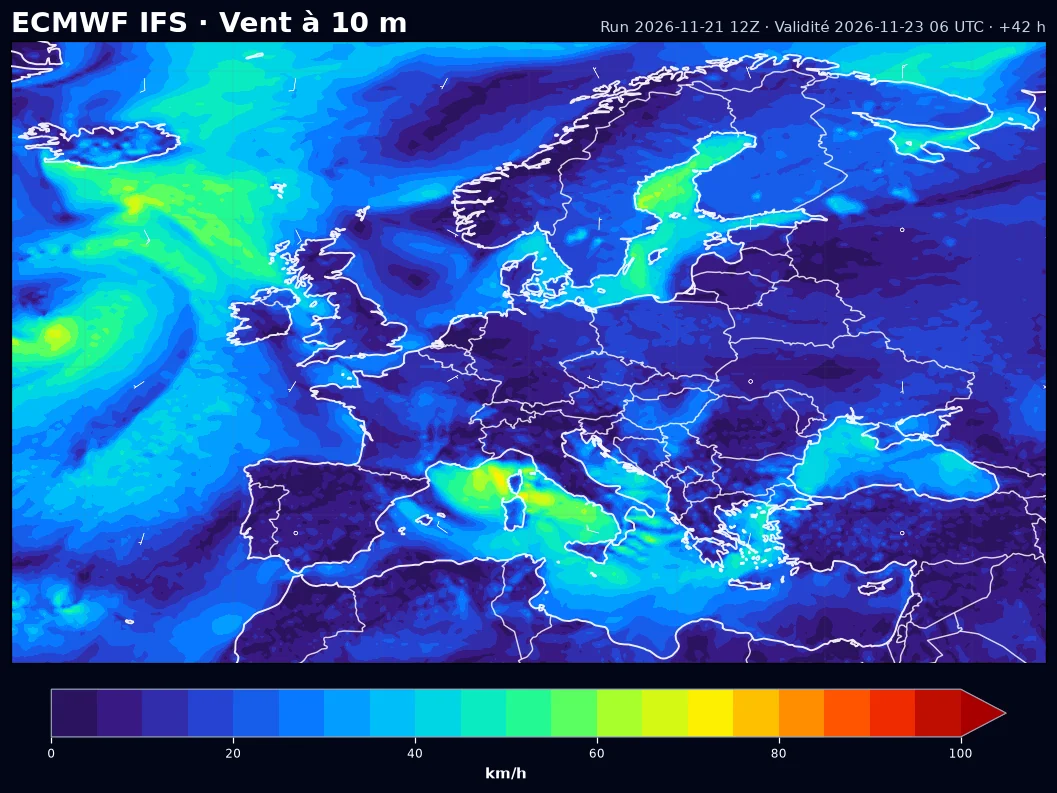 ECMWF IFS · Vent à 10 m
Run 2026-11-21 12Z · Validité 2026-11-23 06 UTC · +42 h
0 20 40 60 80 100
km/h